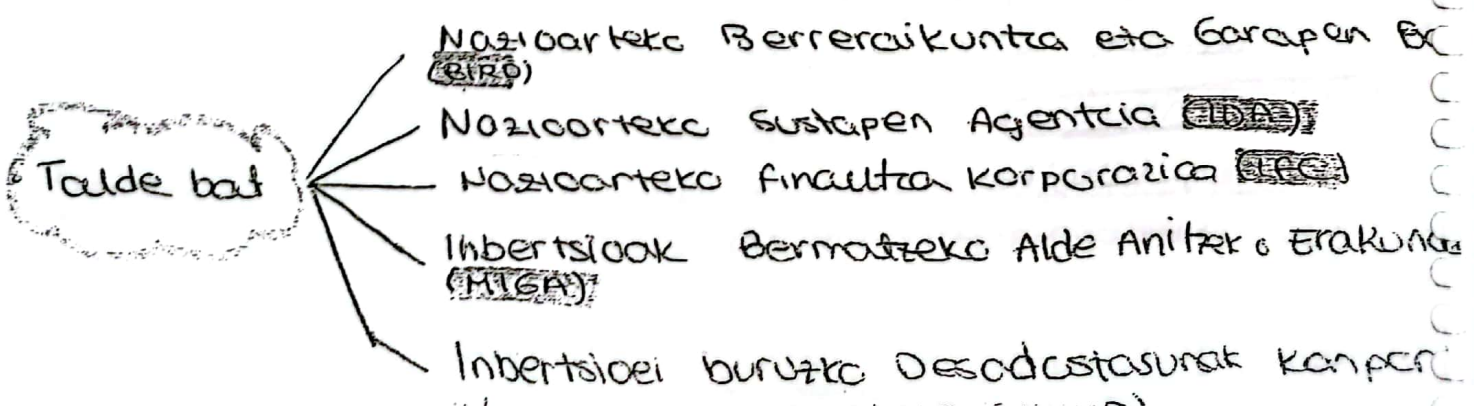 Nazioarteko Berreraikuntza eta Garapen
(BIRD)
Nazioarteko Sustapen Agentzia (IDA)
Talde bat
Nazioarteko finantza korporazioa (IFC)
Inbertsioak Bermatzeko Alde Anitzeko
(MIGA)
Inbertsioei buruzko Desadostasunak